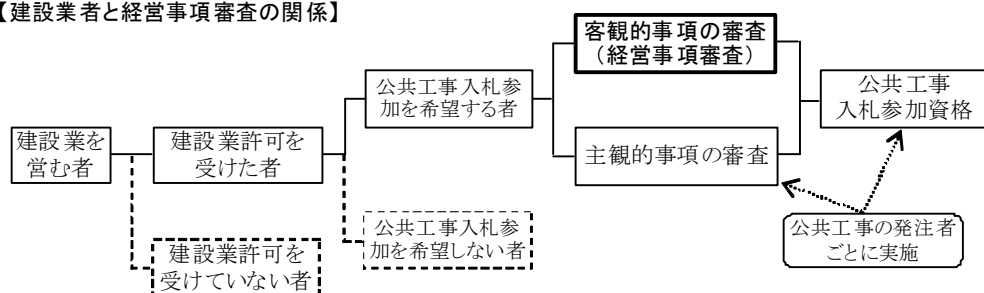 【建設業者と経営事項審査の関係】
客観的事項の審査
（経営事項審査）
公共工事入札参
加を希望する者
公共工事
入札参加資格
建設業を
営む者
建設業許可を
受けた者
主観的事項の審査
公共工事入札参
加を希望しない者
公共工事の発注者
ごとに実施
建設業許可を
受けていない者